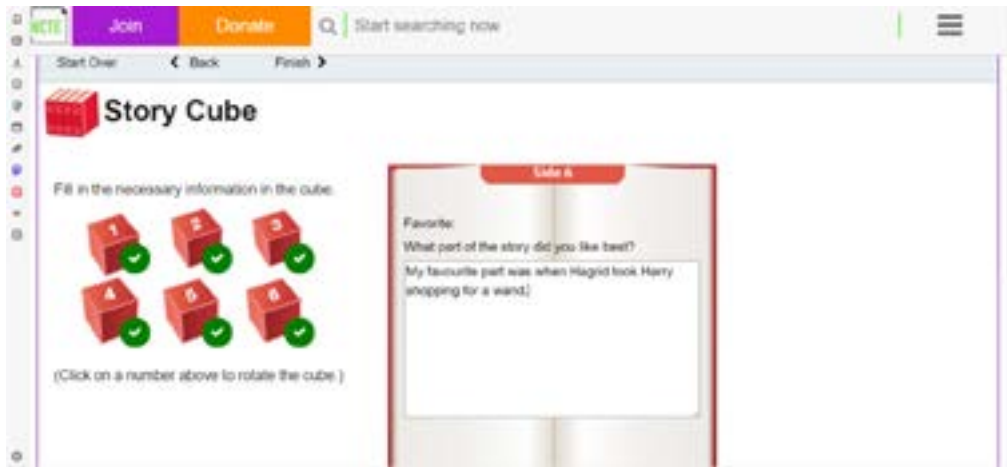 NCTE
Join
Donate
Start searching now
Start Over
Back
Finish
Story Cube
Fill in the necessary information in the cube.
1
2
3
4
5
6
(Click on a number above to rotate the cube.)
Side 6
Favorite:
What part of the story did you like best?
My favourite part was when Hagrid took Harry
shopping for a wand.